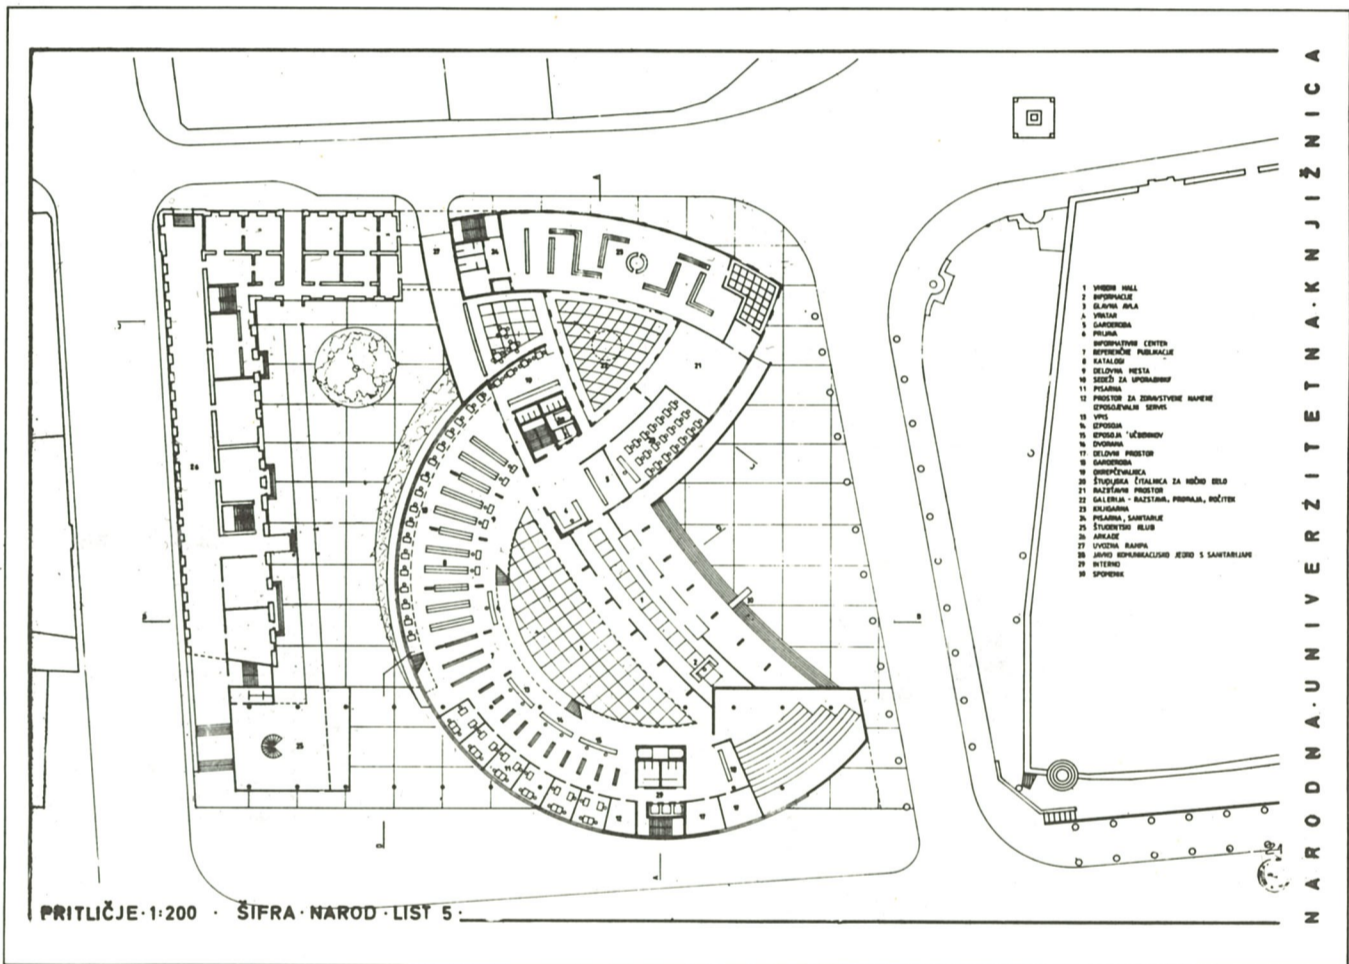 NARODNA · UNIVERZITETNA · KNJIŽNICA
1 VHODNI HALL
2 INFORMACIJE
3 GLAVNA AVLA
4 VRATAR
5 GARDEROBA
6 PRIJAVA
INFORMATIVNI CENTER
7 REFERENČNE PUBLIKACIJE
8 KATALOGI
9 DELOVNA MESTA
10 SEDEŽI ZA UPORABNIKE
11 PISARNA
12 PROSTOR ZA ZDRAVSTVENE NAMENE
IZPOSOJEVALNI SERVIS
13 VPIS
14 IZPOSOJA
15 IZPOSOJA UČBENIKOV
16 DVORANA
17 DELOVNI PROSTOR
18 GARDEROBA
19 OKREPČEVALNICA
20 ŠTUDIJSKA ČITALNICA ZA NOČNO DELO
21 RAZSTAVNI PROSTOR
22 GALERIJA - RAZSTAVA, PRODAJA, POČITEK
23 KNJIGARNA
24 PISARNA, SANITARIJE
25 ŠTUDENTSKI KLUB
26 ARKADE
27 UVOZNA RAMPA
28 JAVNO KOMUNIKACIJSKO JEDRO S SANITARIJAMI
29 INTERNO
30 SPOMENIK
PRITLIČJE · 1:200 · ŠIFRA · NAROD · LIST 5 ·